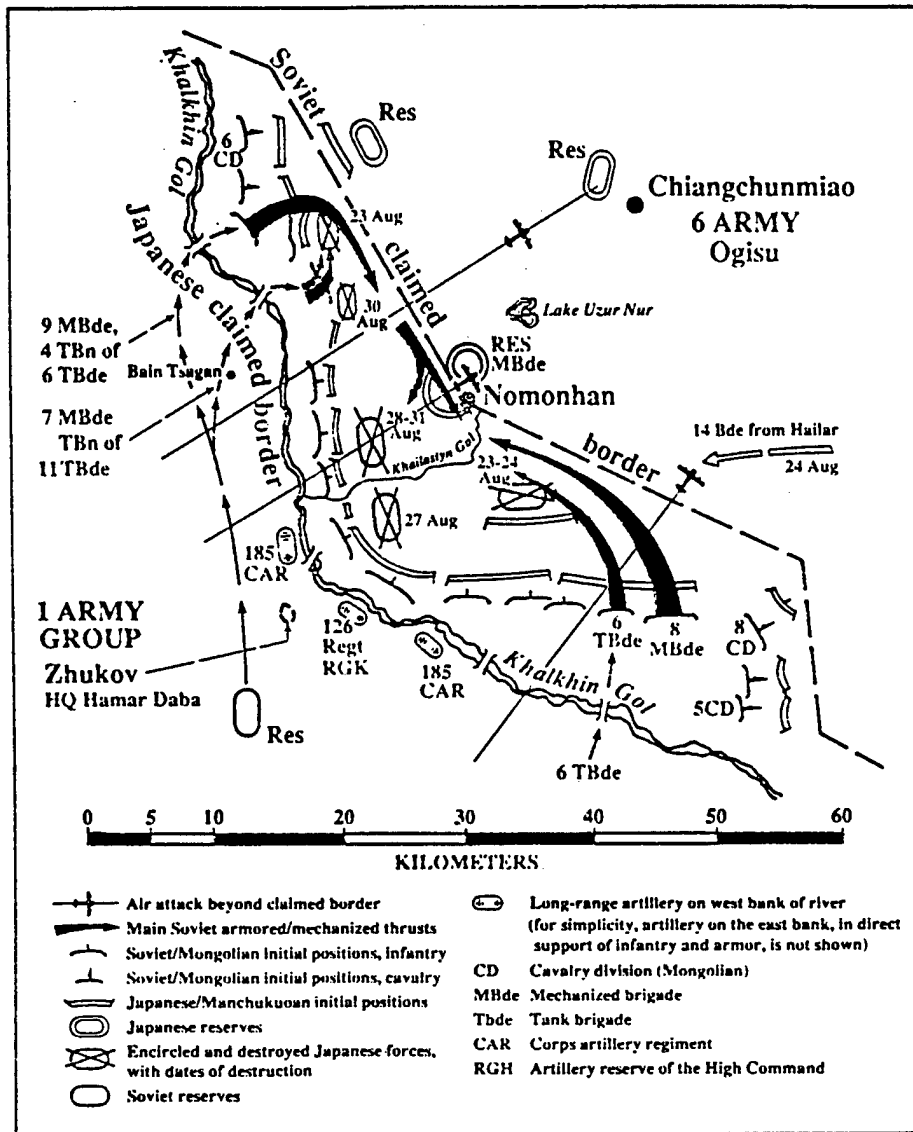 Khalkhin Gol
Soviet
claimed
border
Japanese claimed border
Res
Res
6
CD
23 Aug
Chiangchunmiao
6 ARMY
Ogisu
30
Aug
Lake Uzur Nur
9 MBde,
4 TBn of
6 TBde
Bain Tsagan
RES
MBde
Nomonhan
7 MBde
TBn of
11 TBde
28-31
Aug
Khailastyn Gol
23-24
Aug
14 Bde from Hailar
24 Aug
27 Aug
185
CAR
1 ARMY
GROUP
Zhukov
HQ Hamar Daba
126
Regt
RGK
185
CAR
6
TBde
8
MBde
8
CD
5CD
Khalkhin Gol
Res
6 TBde
0 5 10 20 30 40 50 60
KILOMETERS
Air attack beyond claimed border
Main Soviet armored/mechanized thrusts
Soviet/Mongolian initial positions, infantry
Soviet/Mongolian initial positions, cavalry
Japanese/Manchukuoan initial positions
Japanese reserves
Encircled and destroyed Japanese forces,
with dates of destruction
Soviet reserves
Long-range artillery on west bank of river
(for simplicity, artillery on the east bank, in direct
support of infantry and armor, is not shown)
CD Cavalry division (Mongolian)
MBde Mechanized brigade
Tbde Tank brigade
CAR Corps artillery regiment
RGH Artillery reserve of the High Command